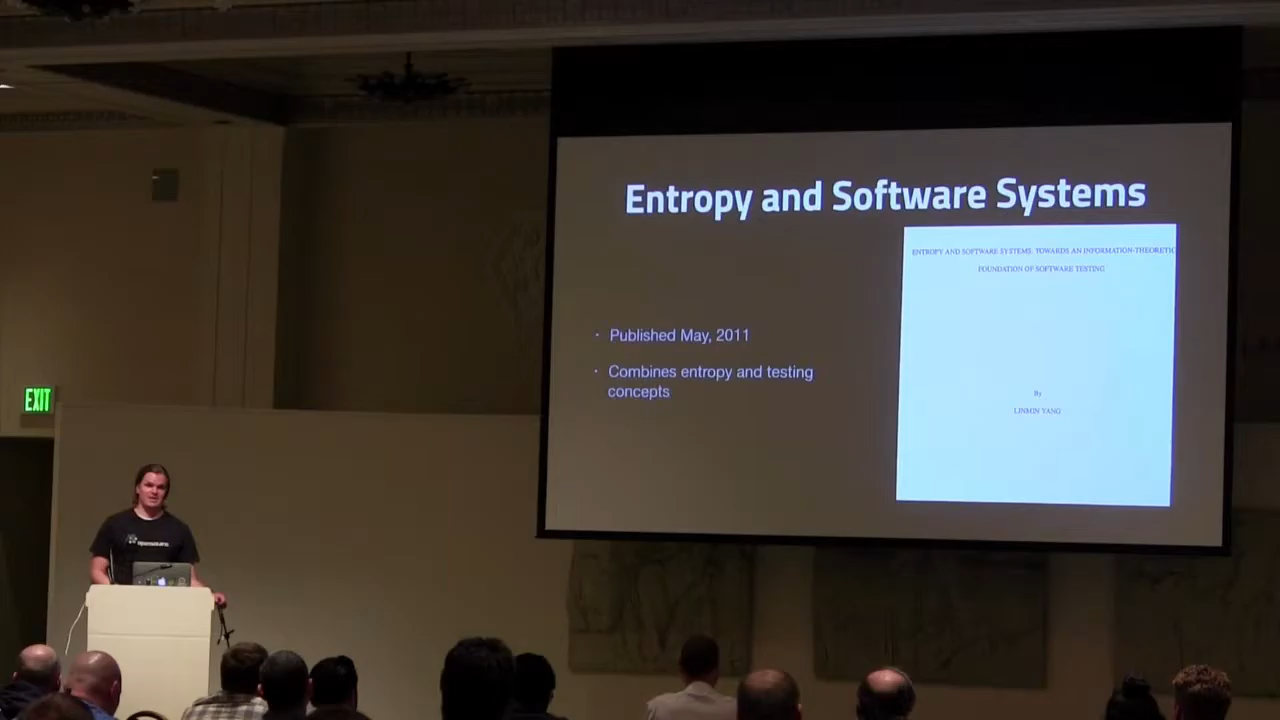 Entropy and Software Systems
ENTROPY AND SOFTWARE SYSTEMS: TOWARDS AN INFORMATION-THEORETIC
FOUNDATION OF SOFTWARE TESTING
· Published May, 2011
· Combines entropy and testing
concepts
By
LINMIN YANG
EXIT